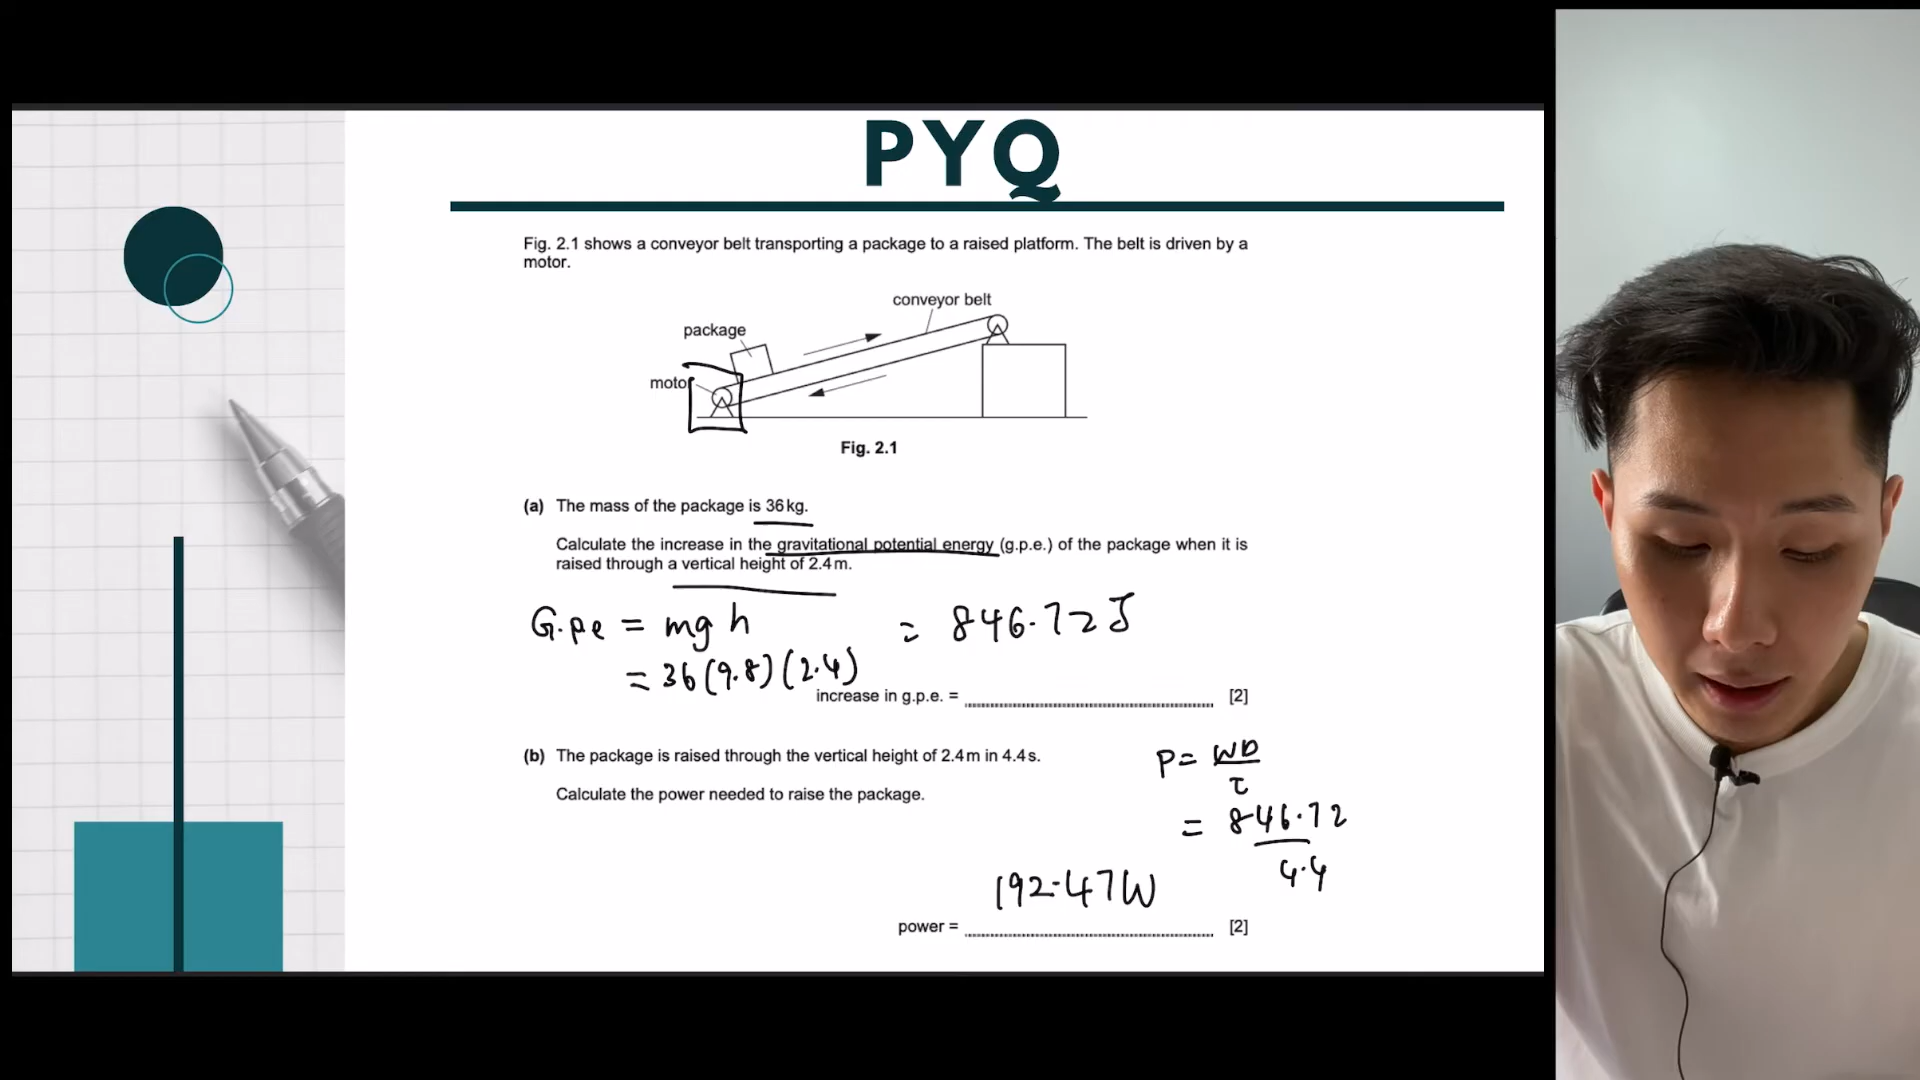 PYQ
Fig. 2.1 shows a conveyor belt transporting a package to a raised platform. The belt is driven by a
motor.
conveyor belt
package
moto
Fig. 2.1
(a) The mass of the package is 36 kg.
Calculate the increase in the gravitational potential energy (g.p.e.) of the package when it is
raised through a vertical height of 2.4 m.
G.pe = mgh = 846.72 J
= 36(9.8)(2.4)
increase in g.p.e. = [2]
(b) The package is raised through the vertical height of 2.4 m in 4.4 s.
Calculate the power needed to raise the package.
P = WD
t
= 846.72
4.4
192.47W
power = [2]